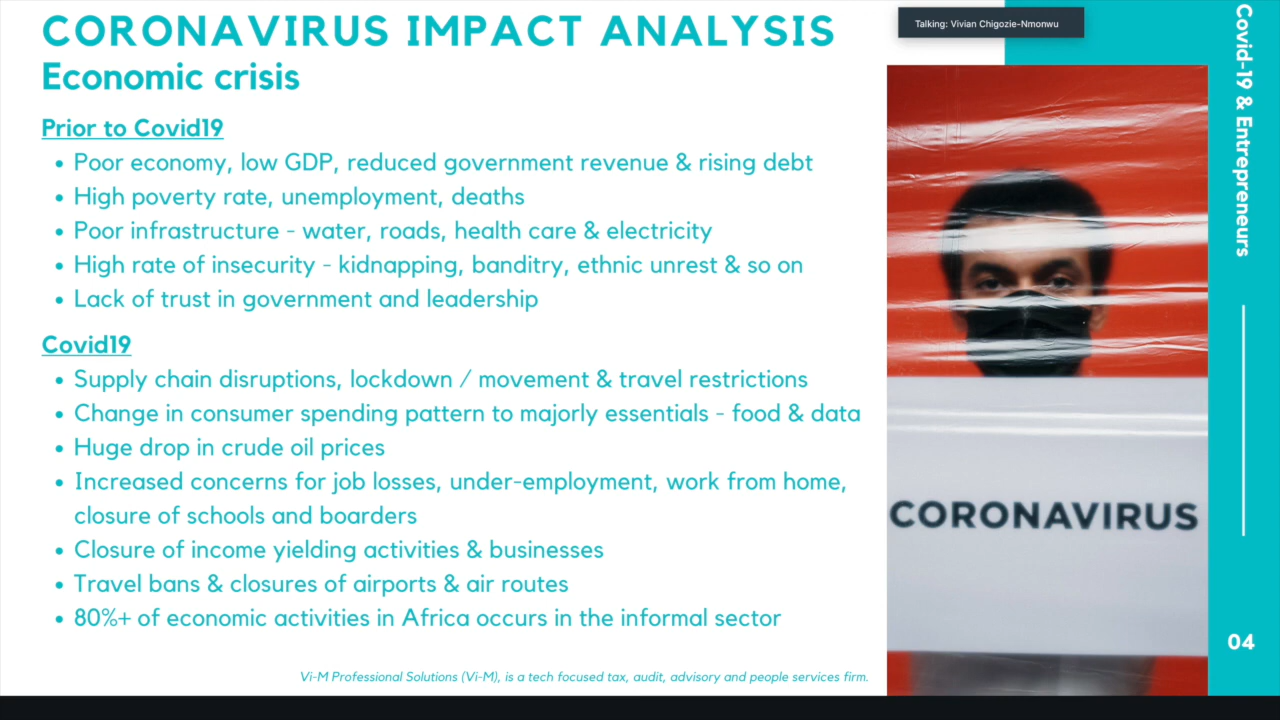 CORONAVIRUS IMPACT ANALYSIS
Economic crisis
Talking: Vivian Chigozie-Nmonwu
Prior to Covid19
• Poor economy, low GDP, reduced government revenue & rising debt
• High poverty rate, unemployment, deaths
• Poor infrastructure - water, roads, health care & electricity
• High rate of insecurity - kidnapping, banditry, ethnic unrest & so on
• Lack of trust in government and leadership
Covid19
• Supply chain disruptions, lockdown / movement & travel restrictions
• Change in consumer spending pattern to majorly essentials - food & data
• Huge drop in crude oil prices
• Increased concerns for job losses, under-employment, work from home,
closure of schools and boarders
• Closure of income yielding activities & businesses
• Travel bans & closures of airports & air routes
• 80%+ of economic activities in Africa occurs in the informal sector
Vi-M Professional Solutions (Vi-M), is a tech focused tax, audit, advisory and people services firm.
CORONAVIRUS
Covid-19 & Entrepreneurs
04